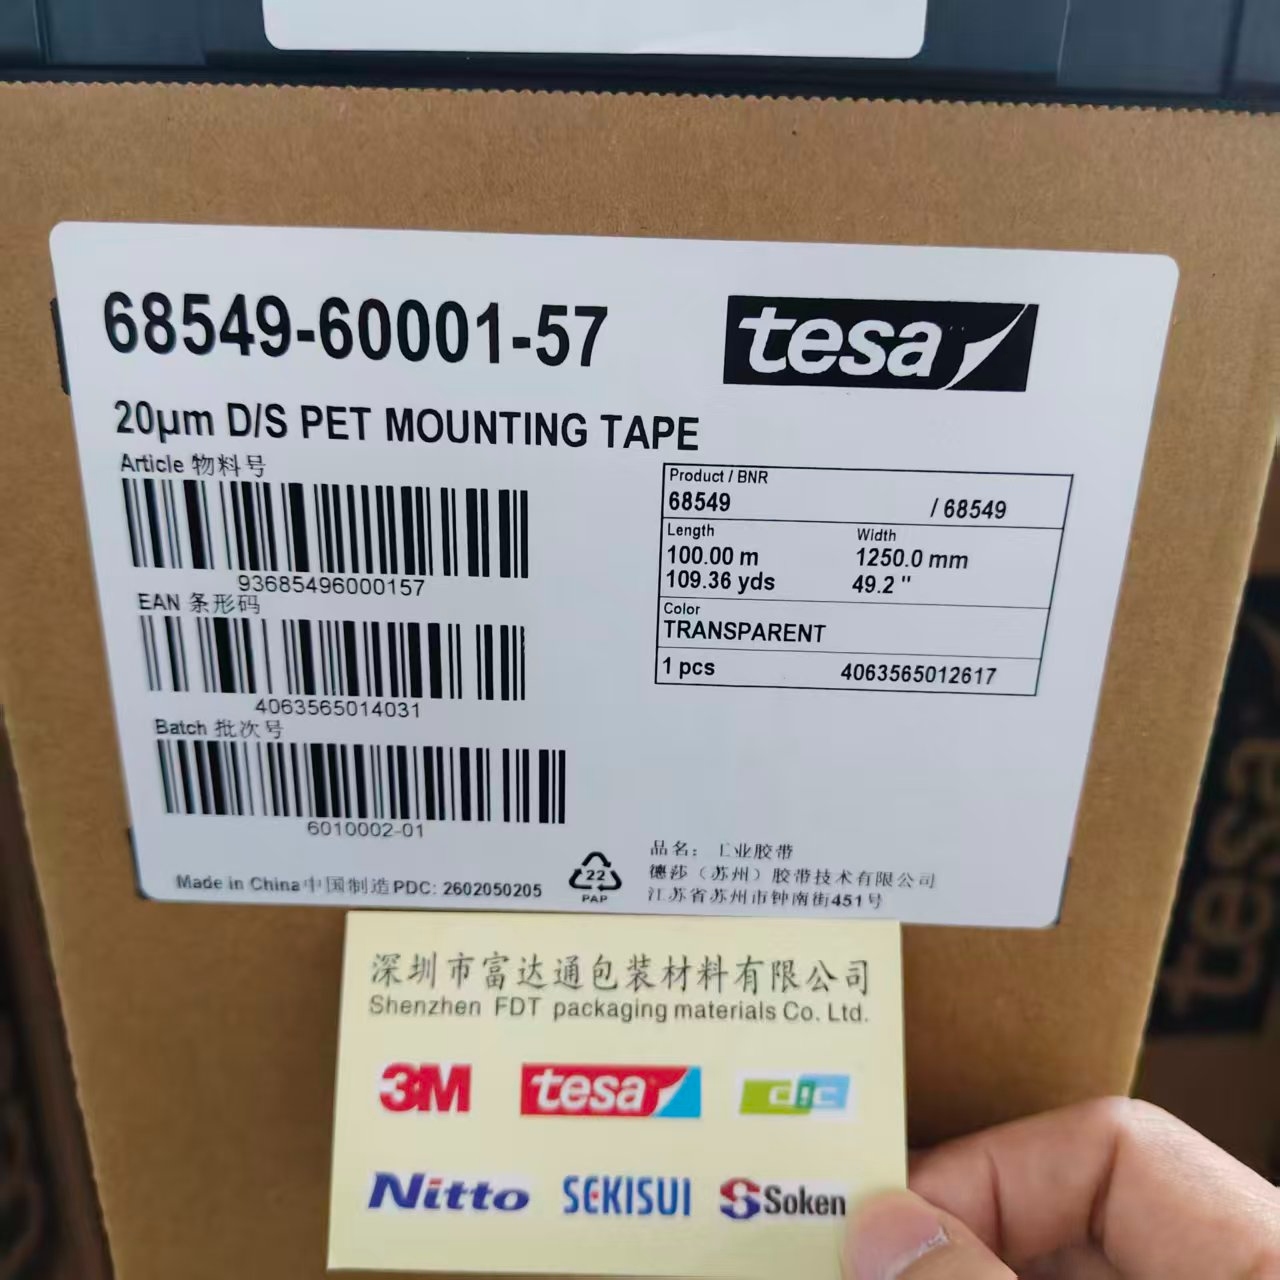 68549-60001-57
tesa
20µm D/S PET MOUNTING TAPE
Article 物料号
93685496000157
EAN 条形码
4063565014031
Batch 批次号
6010002-01
Product / BNR
68549 / 68549
Length Width
100.00 m 1250.0 mm
109.36 yds 49.2 "
Color
TRANSPARENT
1 pcs 4063565012617
Made in China中国制造PDC: 2602050205
22
PAP
品名： 工业胶带
德莎（苏州）胶带技术有限公司
江苏省苏州市钟南街451号
深圳市富达通包装材料有限公司
Shenzhen FDT packaging materials Co. Ltd.
3M tesa dic
Nitto SEKISUI Soken
tesa